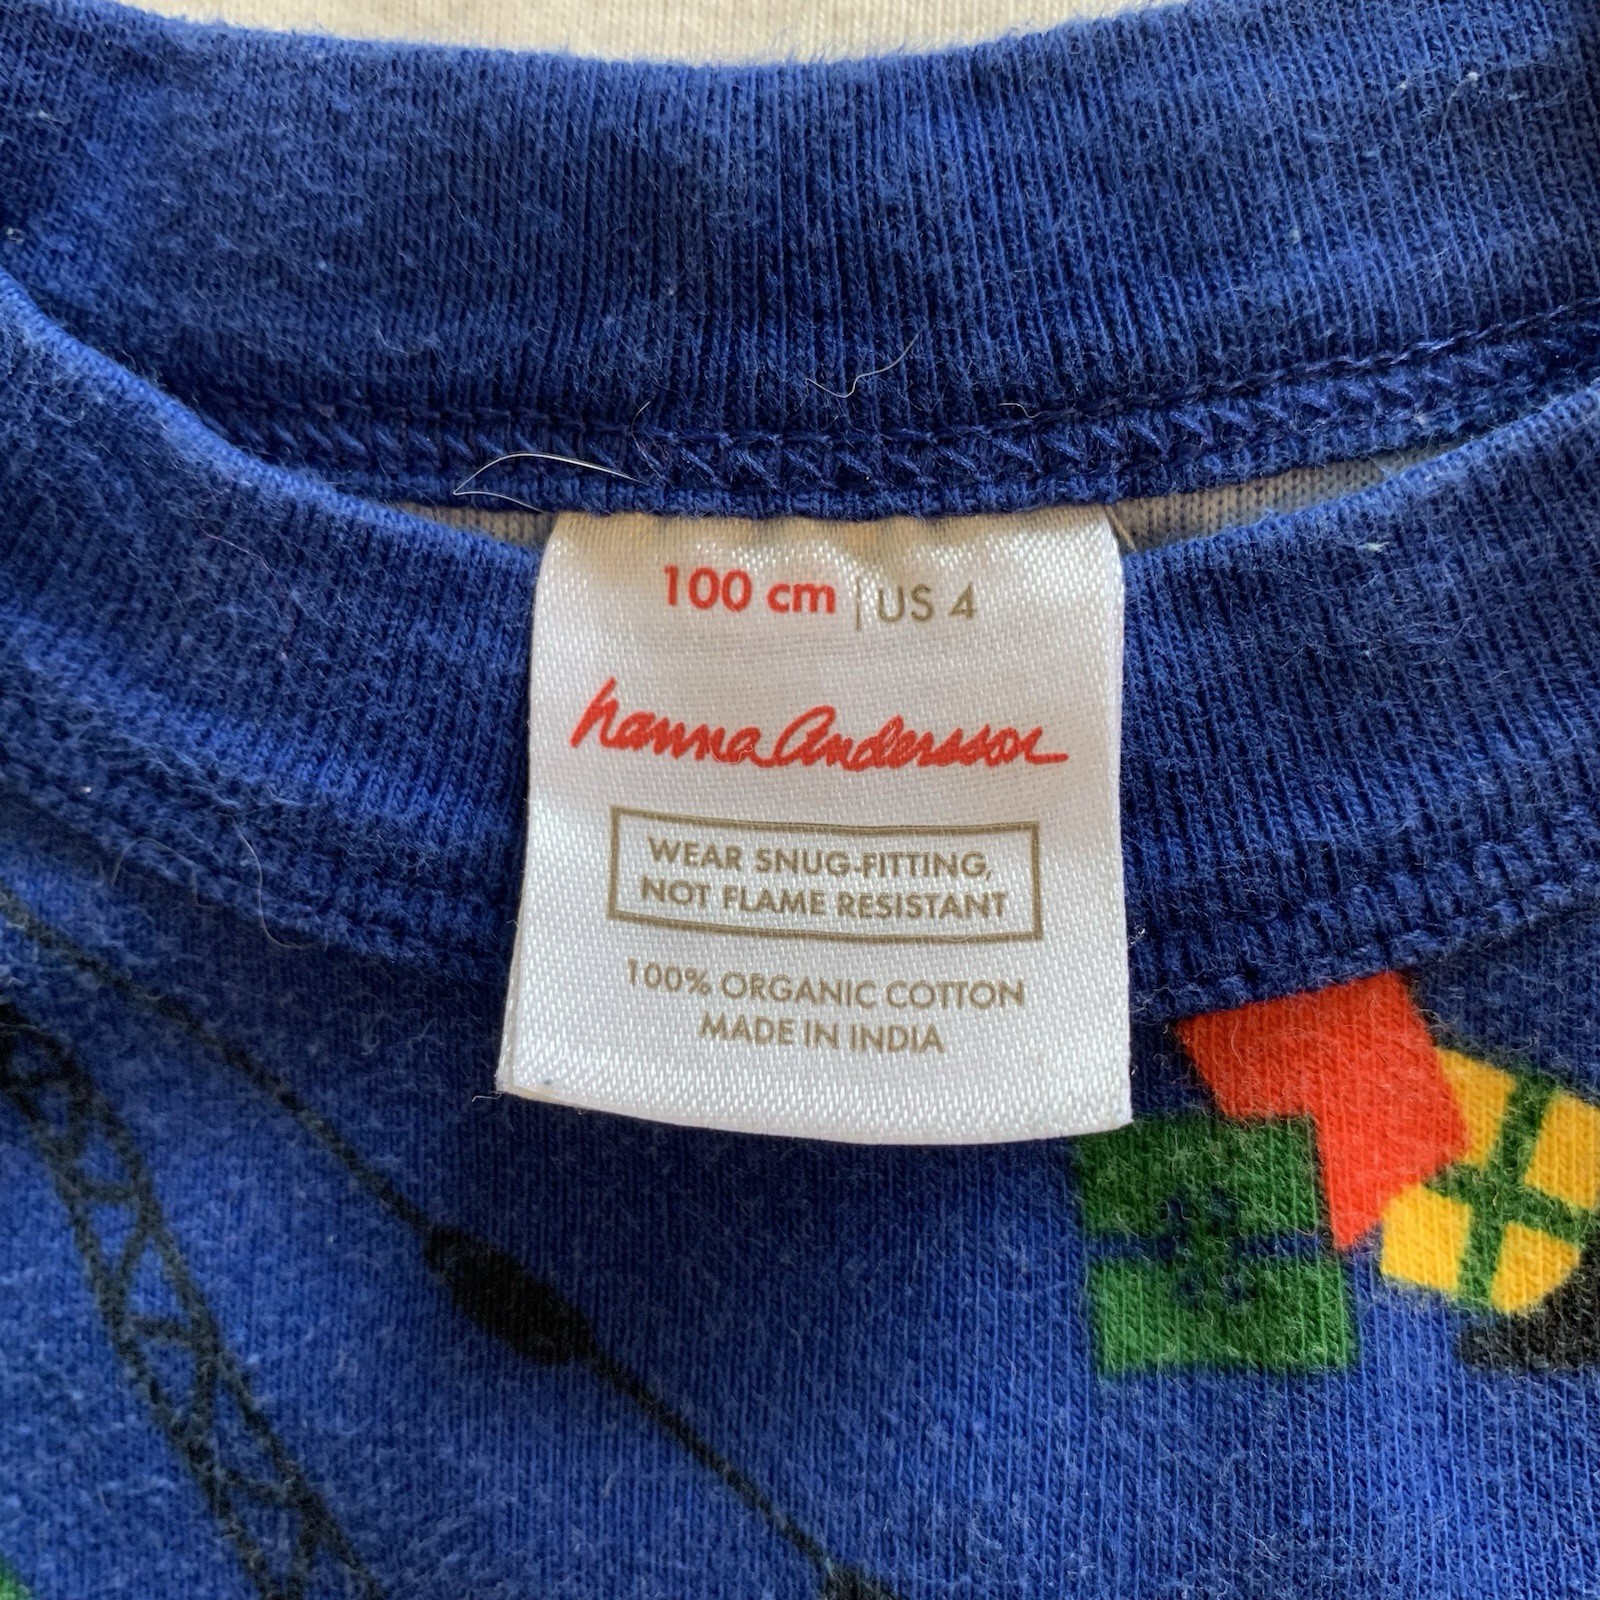 100 cm | US 4
hanna Andersson
WEAR SNUG-FITTING,
NOT FLAME RESISTANT
100% ORGANIC COTTON
MADE IN INDIA